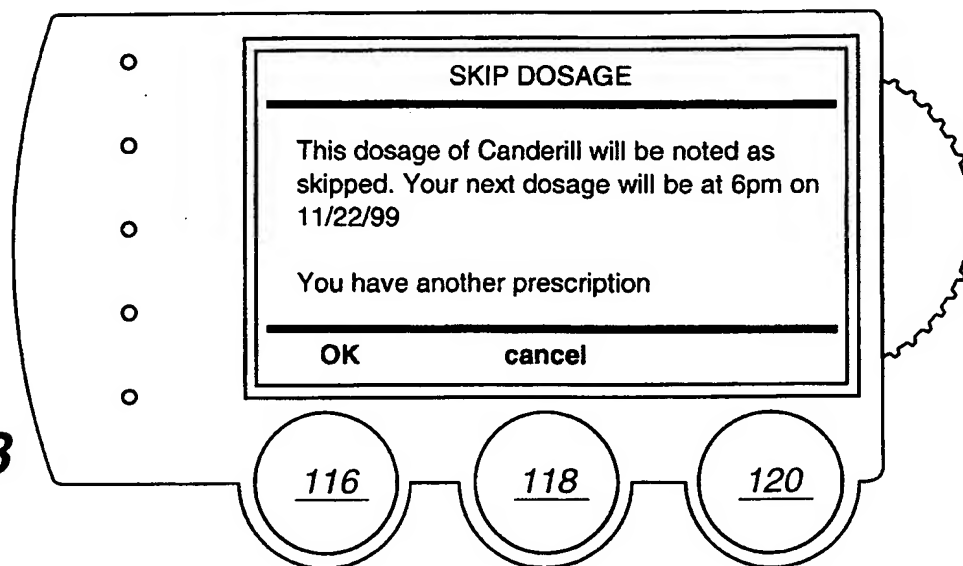 SKIP DOSAGE
This dosage of Canderill will be noted as
skipped. Your next dosage will be at 6pm on
11/22/99
You have another prescription
OK cancel
116 118 120